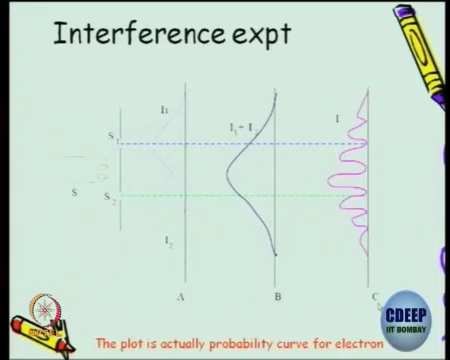 Interference expt
I₁
I₁ + I₂
I
S₁
S
S₂
I₂
A
B
C
CDEEP
IIT BOMBAY
The plot is actually probability curve for electron